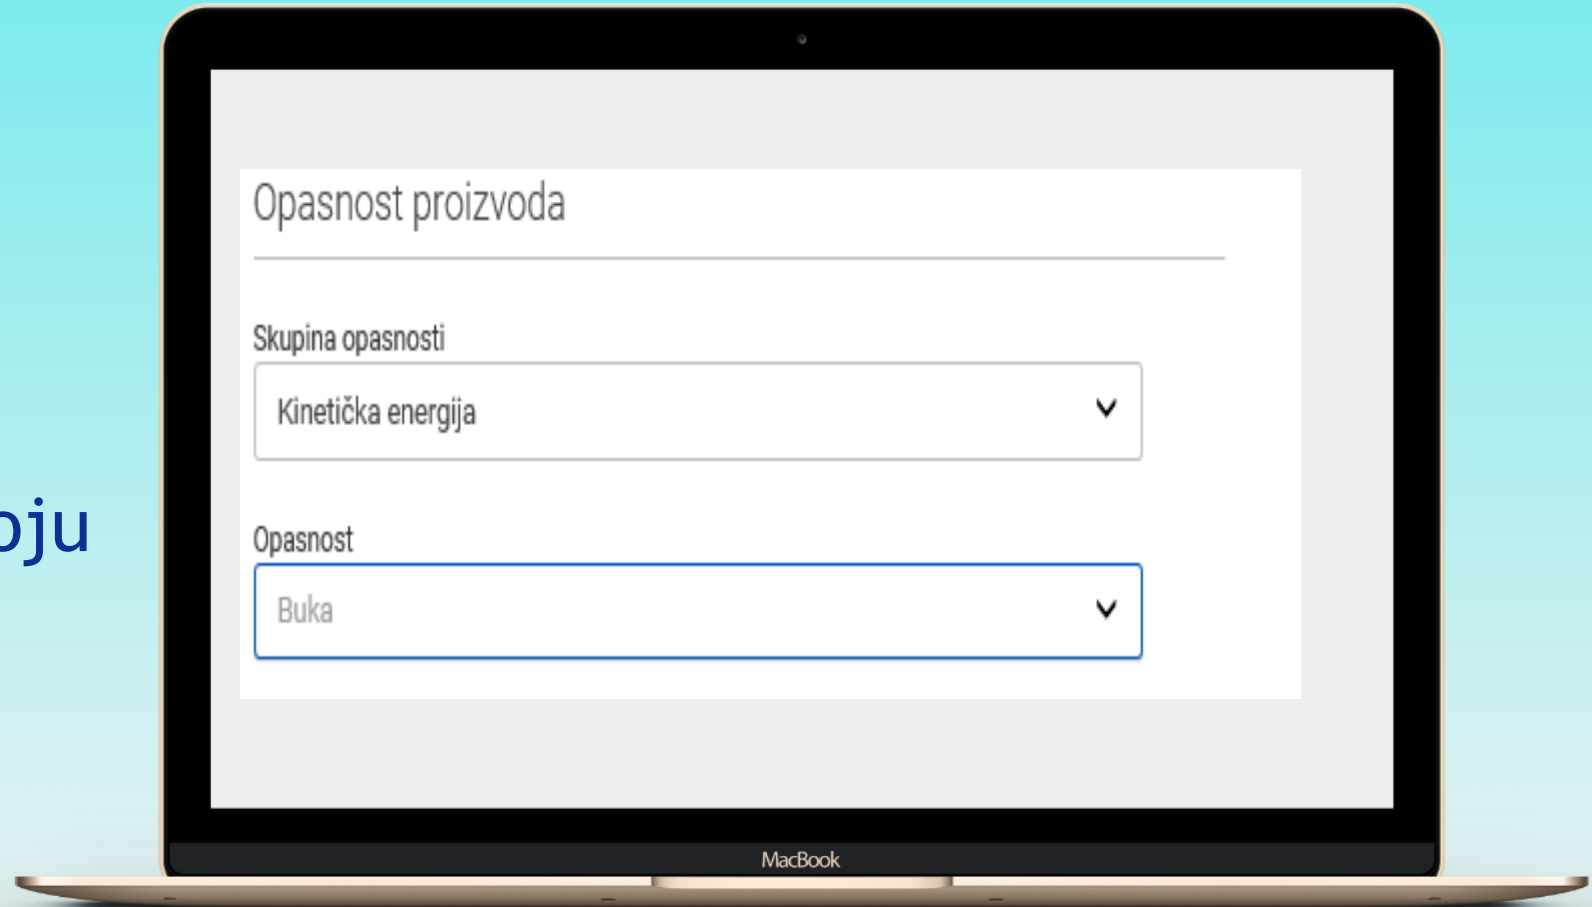 Opasnost proizvoda
Skupina opasnosti
Kinetička energija
oju
Opasnost
Buka
MacBook